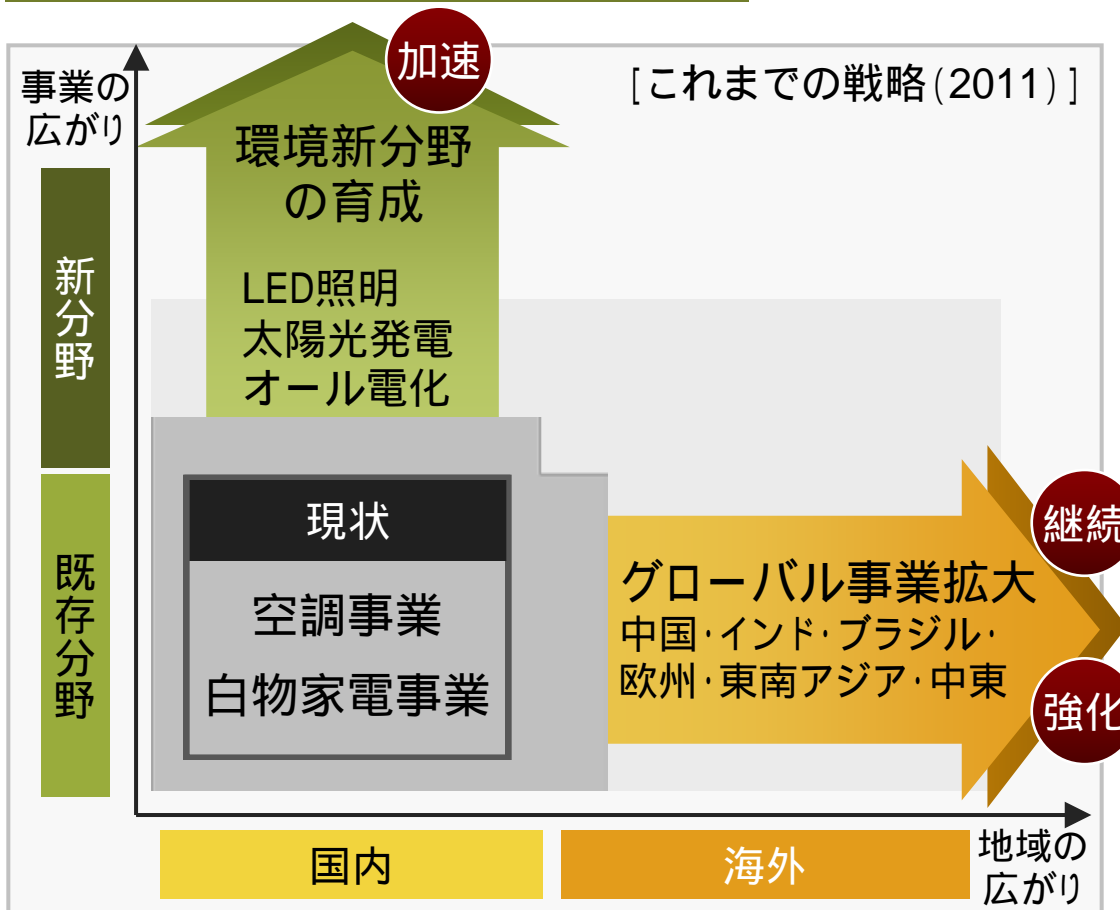 加速
[これまでの戦略(2011)]
事業の
広がり
環境新分野
の育成
新分野
LED照明
太陽光発電
オール電化
現状
空調事業
白物家電事業
既存分野
グローバル事業拡大
中国・インド・ブラジル・
欧州・東南アジア・中東
継続
強化
国内
海外
地域の
広がり